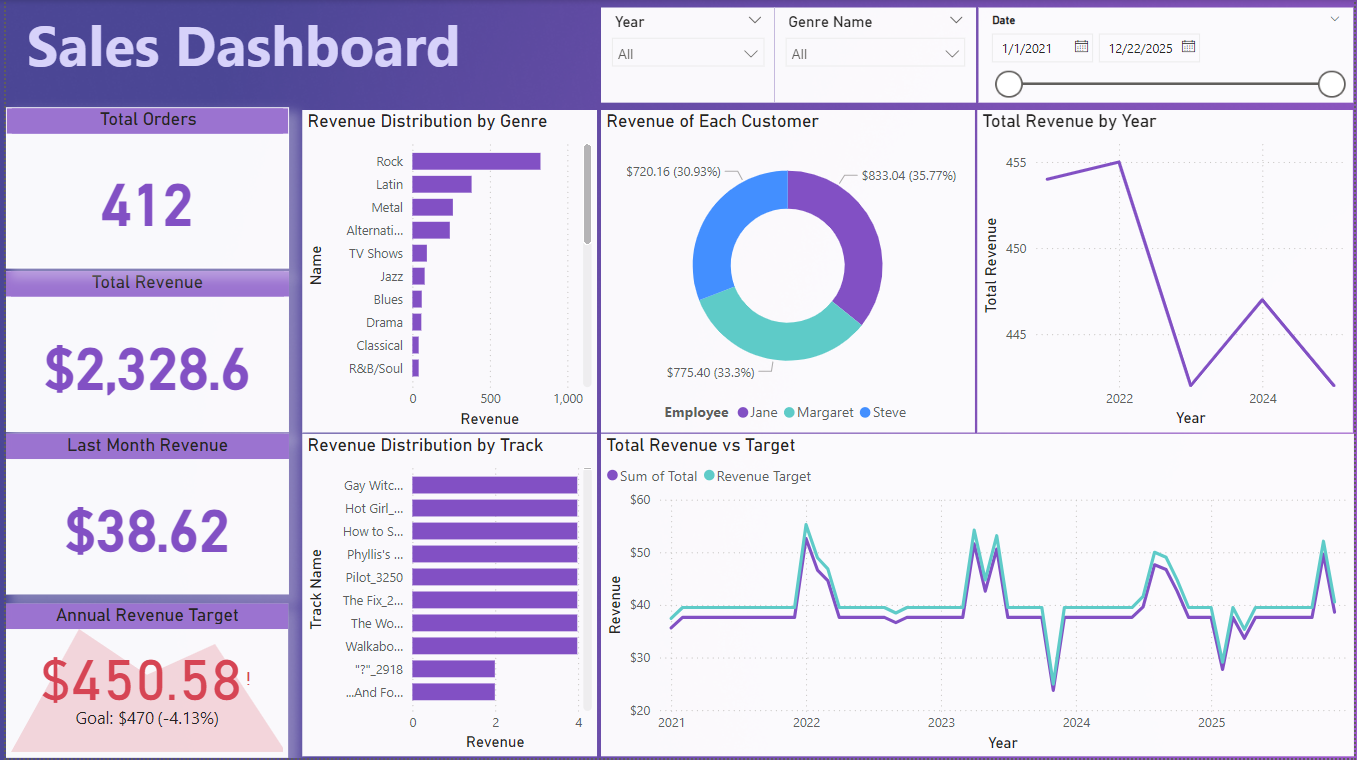 Sales Dashboard
Year
All
Genre Name
All
Date
1/1/2021
12/22/2025
Total Orders
412
Total Revenue
$2,328.6
Last Month Revenue
$38.62
Annual Revenue Target
$450.58!
Goal: $470 (-4.13%)
Revenue Distribution by Genre
Name
Rock
Latin
Metal
Alternati...
TV Shows
Jazz
Blues
Drama
Classical
R&B/Soul
0 500 1,000
Revenue
Revenue of Each Customer
$720.16 (30.93%)
$833.04 (35.77%)
$775.40 (33.3%)
Employee Jane Margaret Steve
Total Revenue by Year
Total Revenue
455
450
445
2022 2024
Year
Revenue Distribution by Track
Track Name
Gay Witc...
Hot Girl_...
How to S...
Phyllis's ...
Pilot_3250
The Fix_2...
The Wo...
Walkabo...
"?"_2918
...And Fo...
0 2 4
Revenue
Total Revenue vs Target
Sum of Total Revenue Target
Revenue
$60
$50
$40
$30
$20
2021 2022 2023 2024 2025
Year